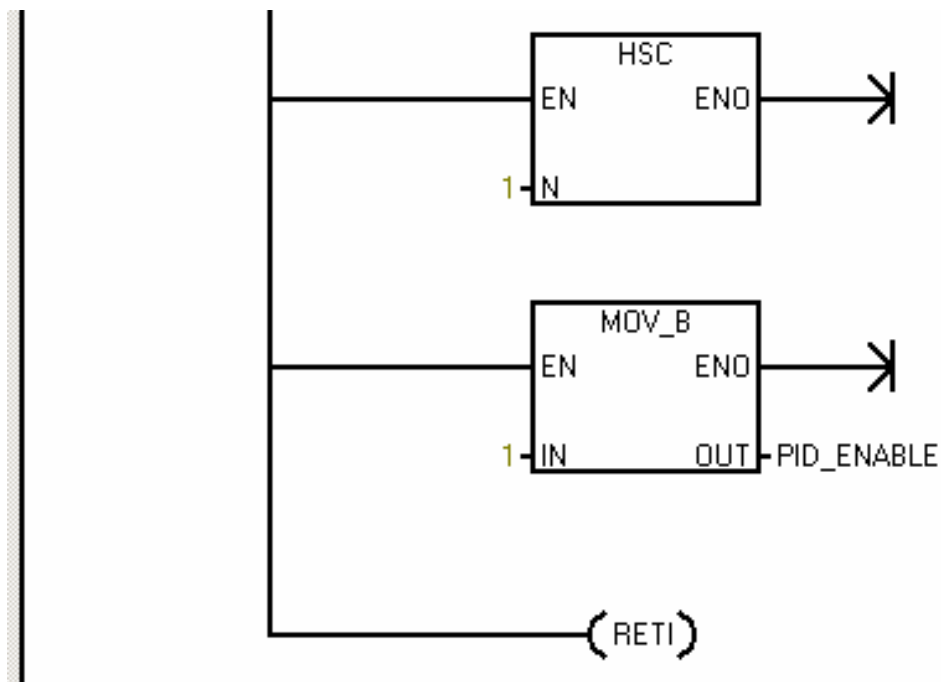 HSC
EN ENO
1 N
MOV_B
EN ENO
1 IN OUT PID_ENABLE
(RETI)